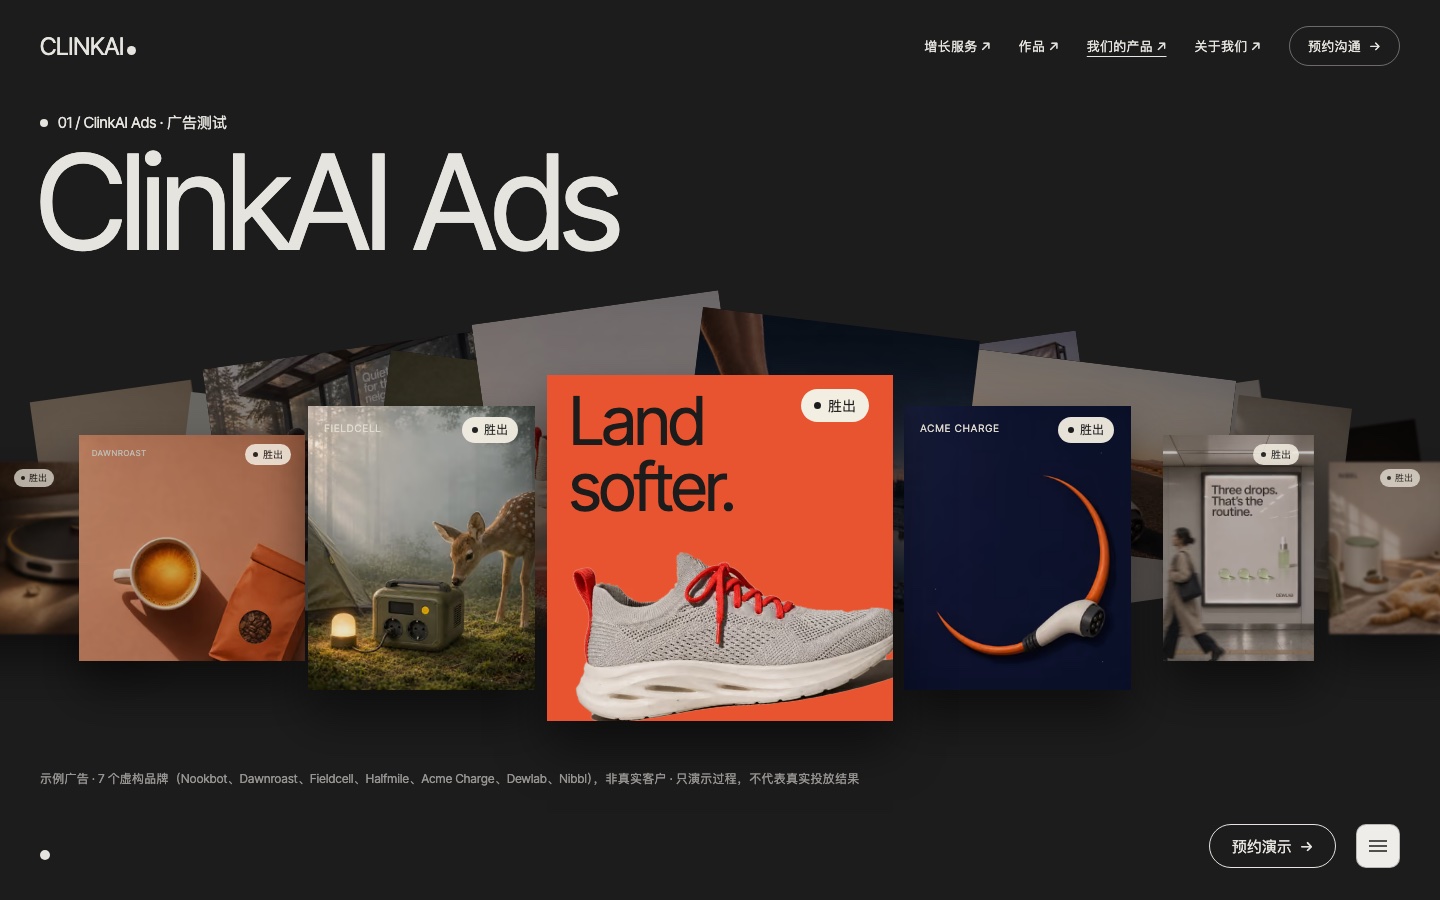 CLINKAI
增长服务
作品
我们的产品
关于我们
预约沟通
01 / ClinkAI Ads · 广告测试
ClinkAI Ads
Quiet
for th
neig
胜出
DAWNROAST
胜出
FIELDCELL
胜出
Land
softer.
胜出
ACME CHARGE
胜出
胜出
Three drops.
That's the
routine.
DEWLAB
胜出
示例广告 · 7 个虚构品牌（Nookbot、Dawnroast、Fieldcell、Halfmile、Acme Charge、Dewlab、Nibbl），非真实客户 · 只演示过程，不代表真实投放结果
预约演示